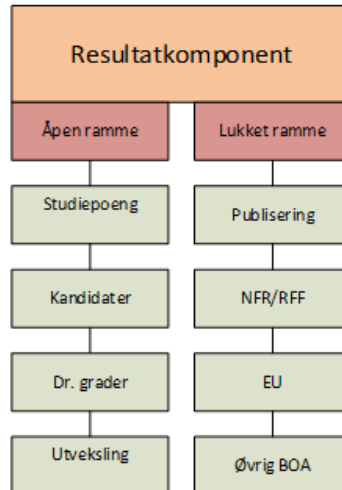 Resultatkomponent
Åpen ramme
Lukket ramme
Studiepoeng
Publisering
Kandidater
NFR/RFF
Dr. grader
EU
Utveksling
Øvrig BOA